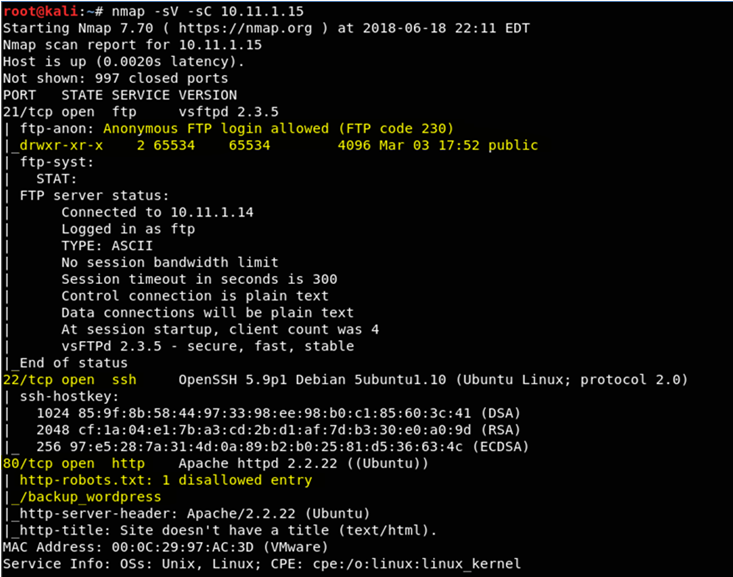 root@kali:~# nmap -sV -sC 10.11.1.15
Starting Nmap 7.70 ( https://nmap.org ) at 2018-06-18 22:11 EDT
Nmap scan report for 10.11.1.15
Host is up (0.0020s latency).
Not shown: 997 closed ports
PORT   STATE SERVICE VERSION
21/tcp open  ftp     vsftpd 2.3.5
| ftp-anon: Anonymous FTP login allowed (FTP code 230)
|_drwxr-xr-x    2 65534    65534        4096 Mar 03 17:52 public
| ftp-syst:
|   STAT:
| FTP server status:
|      Connected to 10.11.1.14
|      Logged in as ftp
|      TYPE: ASCII
|      No session bandwidth limit
|      Session timeout in seconds is 300
|      Control connection is plain text
|      Data connections will be plain text
|      At session startup, client count was 4
|      vsFTPd 2.3.5 - secure, fast, stable
|_End of status
22/tcp open  ssh     OpenSSH 5.9p1 Debian 5ubuntu1.10 (Ubuntu Linux; protocol 2.0)
| ssh-hostkey:
|   1024 85:9f:8b:58:44:97:33:98:ee:98:b0:c1:85:60:3c:41 (DSA)
|   2048 cf:1a:04:e1:7b:a3:cd:2b:d1:af:7d:b3:30:e0:a0:9d (RSA)
|_  256 97:e5:28:7a:31:4d:0a:89:b2:b0:25:81:d5:36:63:4c (ECDSA)
80/tcp open  http    Apache httpd 2.2.22 ((Ubuntu))
| http-robots.txt: 1 disallowed entry
|_/backup_wordpress
|_http-server-header: Apache/2.2.22 (Ubuntu)
|_http-title: Site doesn't have a title (text/html).
MAC Address: 00:0C:29:97:AC:3D (VMware)
Service Info: OSs: Unix, Linux; CPE: cpe:/o:linux:linux_kernel